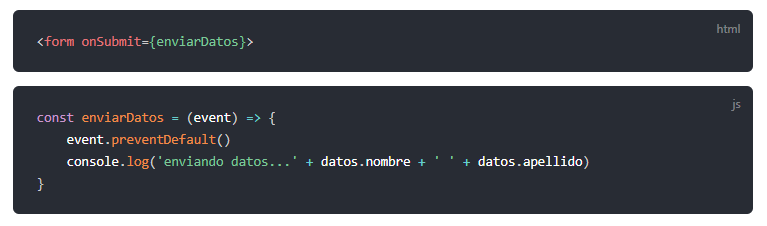 html
<form onSubmit={enviarDatos}>
js
const enviarDatos = (event) => {
    event.preventDefault()
    console.log('enviando datos...' + datos.nombre + ' ' + datos.apellido)
}